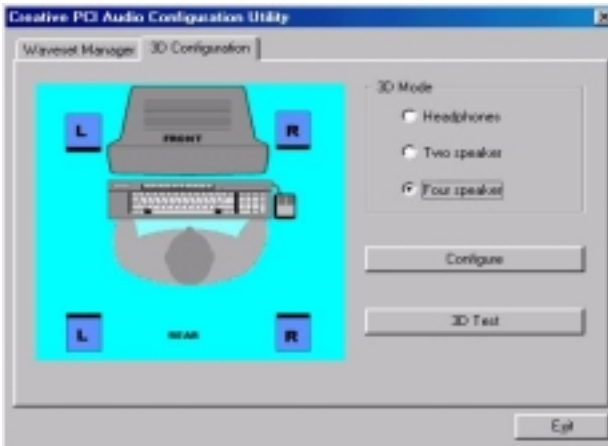 Creative PCI Audio Configuration Utility
Waveset Manager
3D Configuration
3D Mode
L
FRONT
R
Headphones
Two speaker
Four speaker
Configure
L
REAR
R
3D Test
Exit